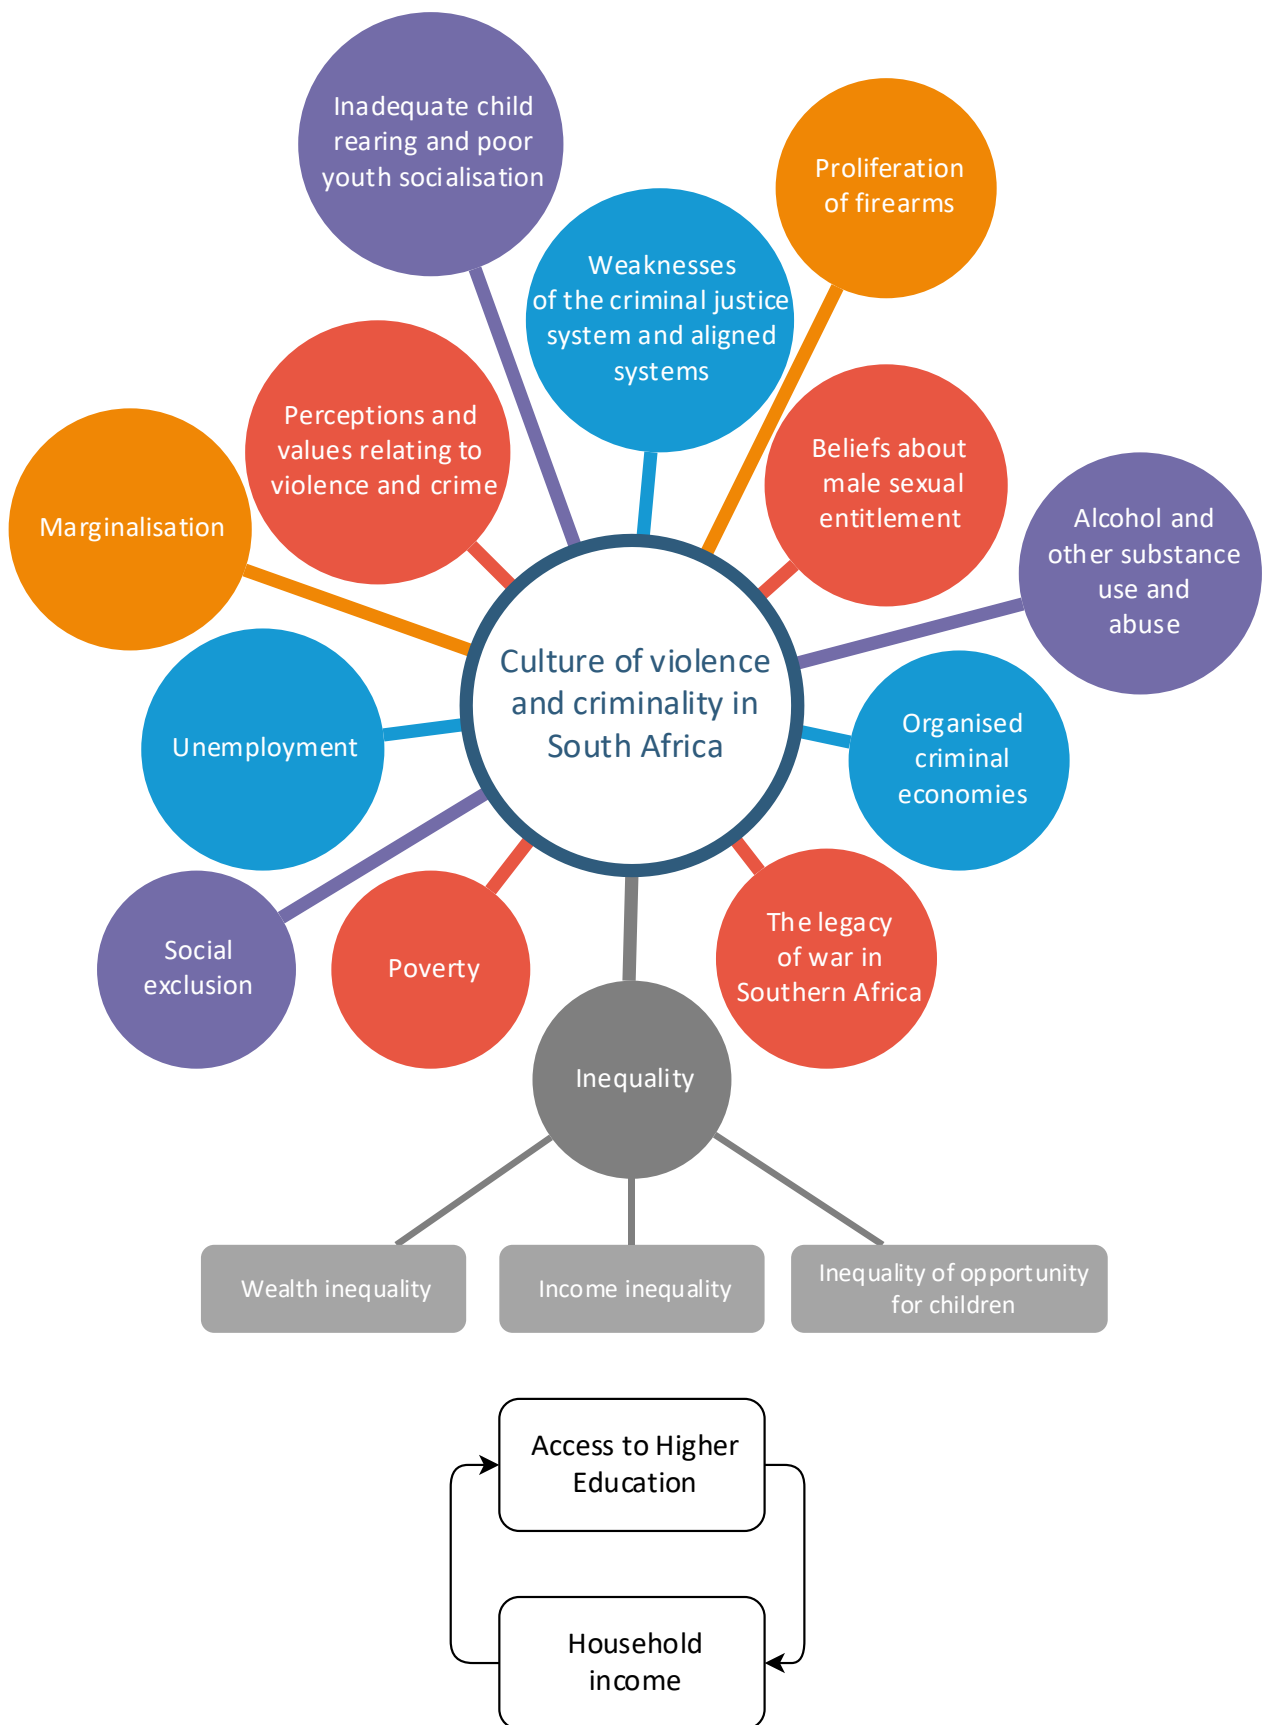 Inadequate child
rearing and poor
youth socialisation
Proliferation
of firearms
Weaknesses
of the criminal justice
system and aligned
systems
Perceptions and
values relating to
violence and crime
Beliefs about
male sexual
entitlement
Marginalisation
Alcohol and
other substance
use and
abuse
Culture of violence
and criminality in
South Africa
Unemployment
Organised
criminal
economies
Social
exclusion
Poverty
The legacy
of war in
Southern Africa
Inequality
Wealth inequality
Income inequality
Inequality of opportunity
for children
Access to Higher
Education
Household
income